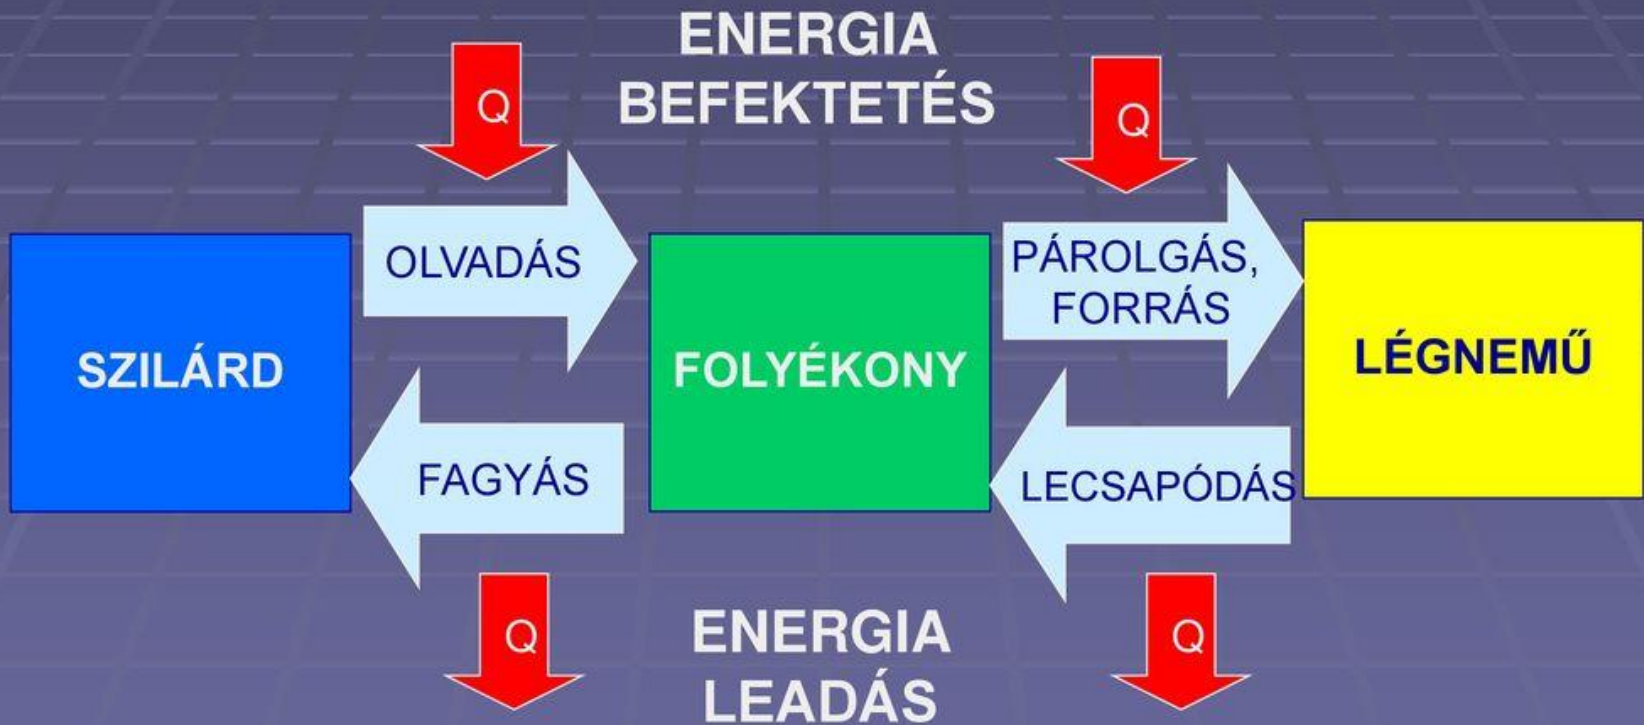 ENERGIA
BEFEKTETÉS
Q
Q
OLVADÁS
PÁROLGÁS,
FORRÁS
SZILÁRD
FOLYÉKONY
LÉGNEMŰ
FAGYÁS
LECSAPÓDÁS
Q
ENERGIA
LEADÁS
Q